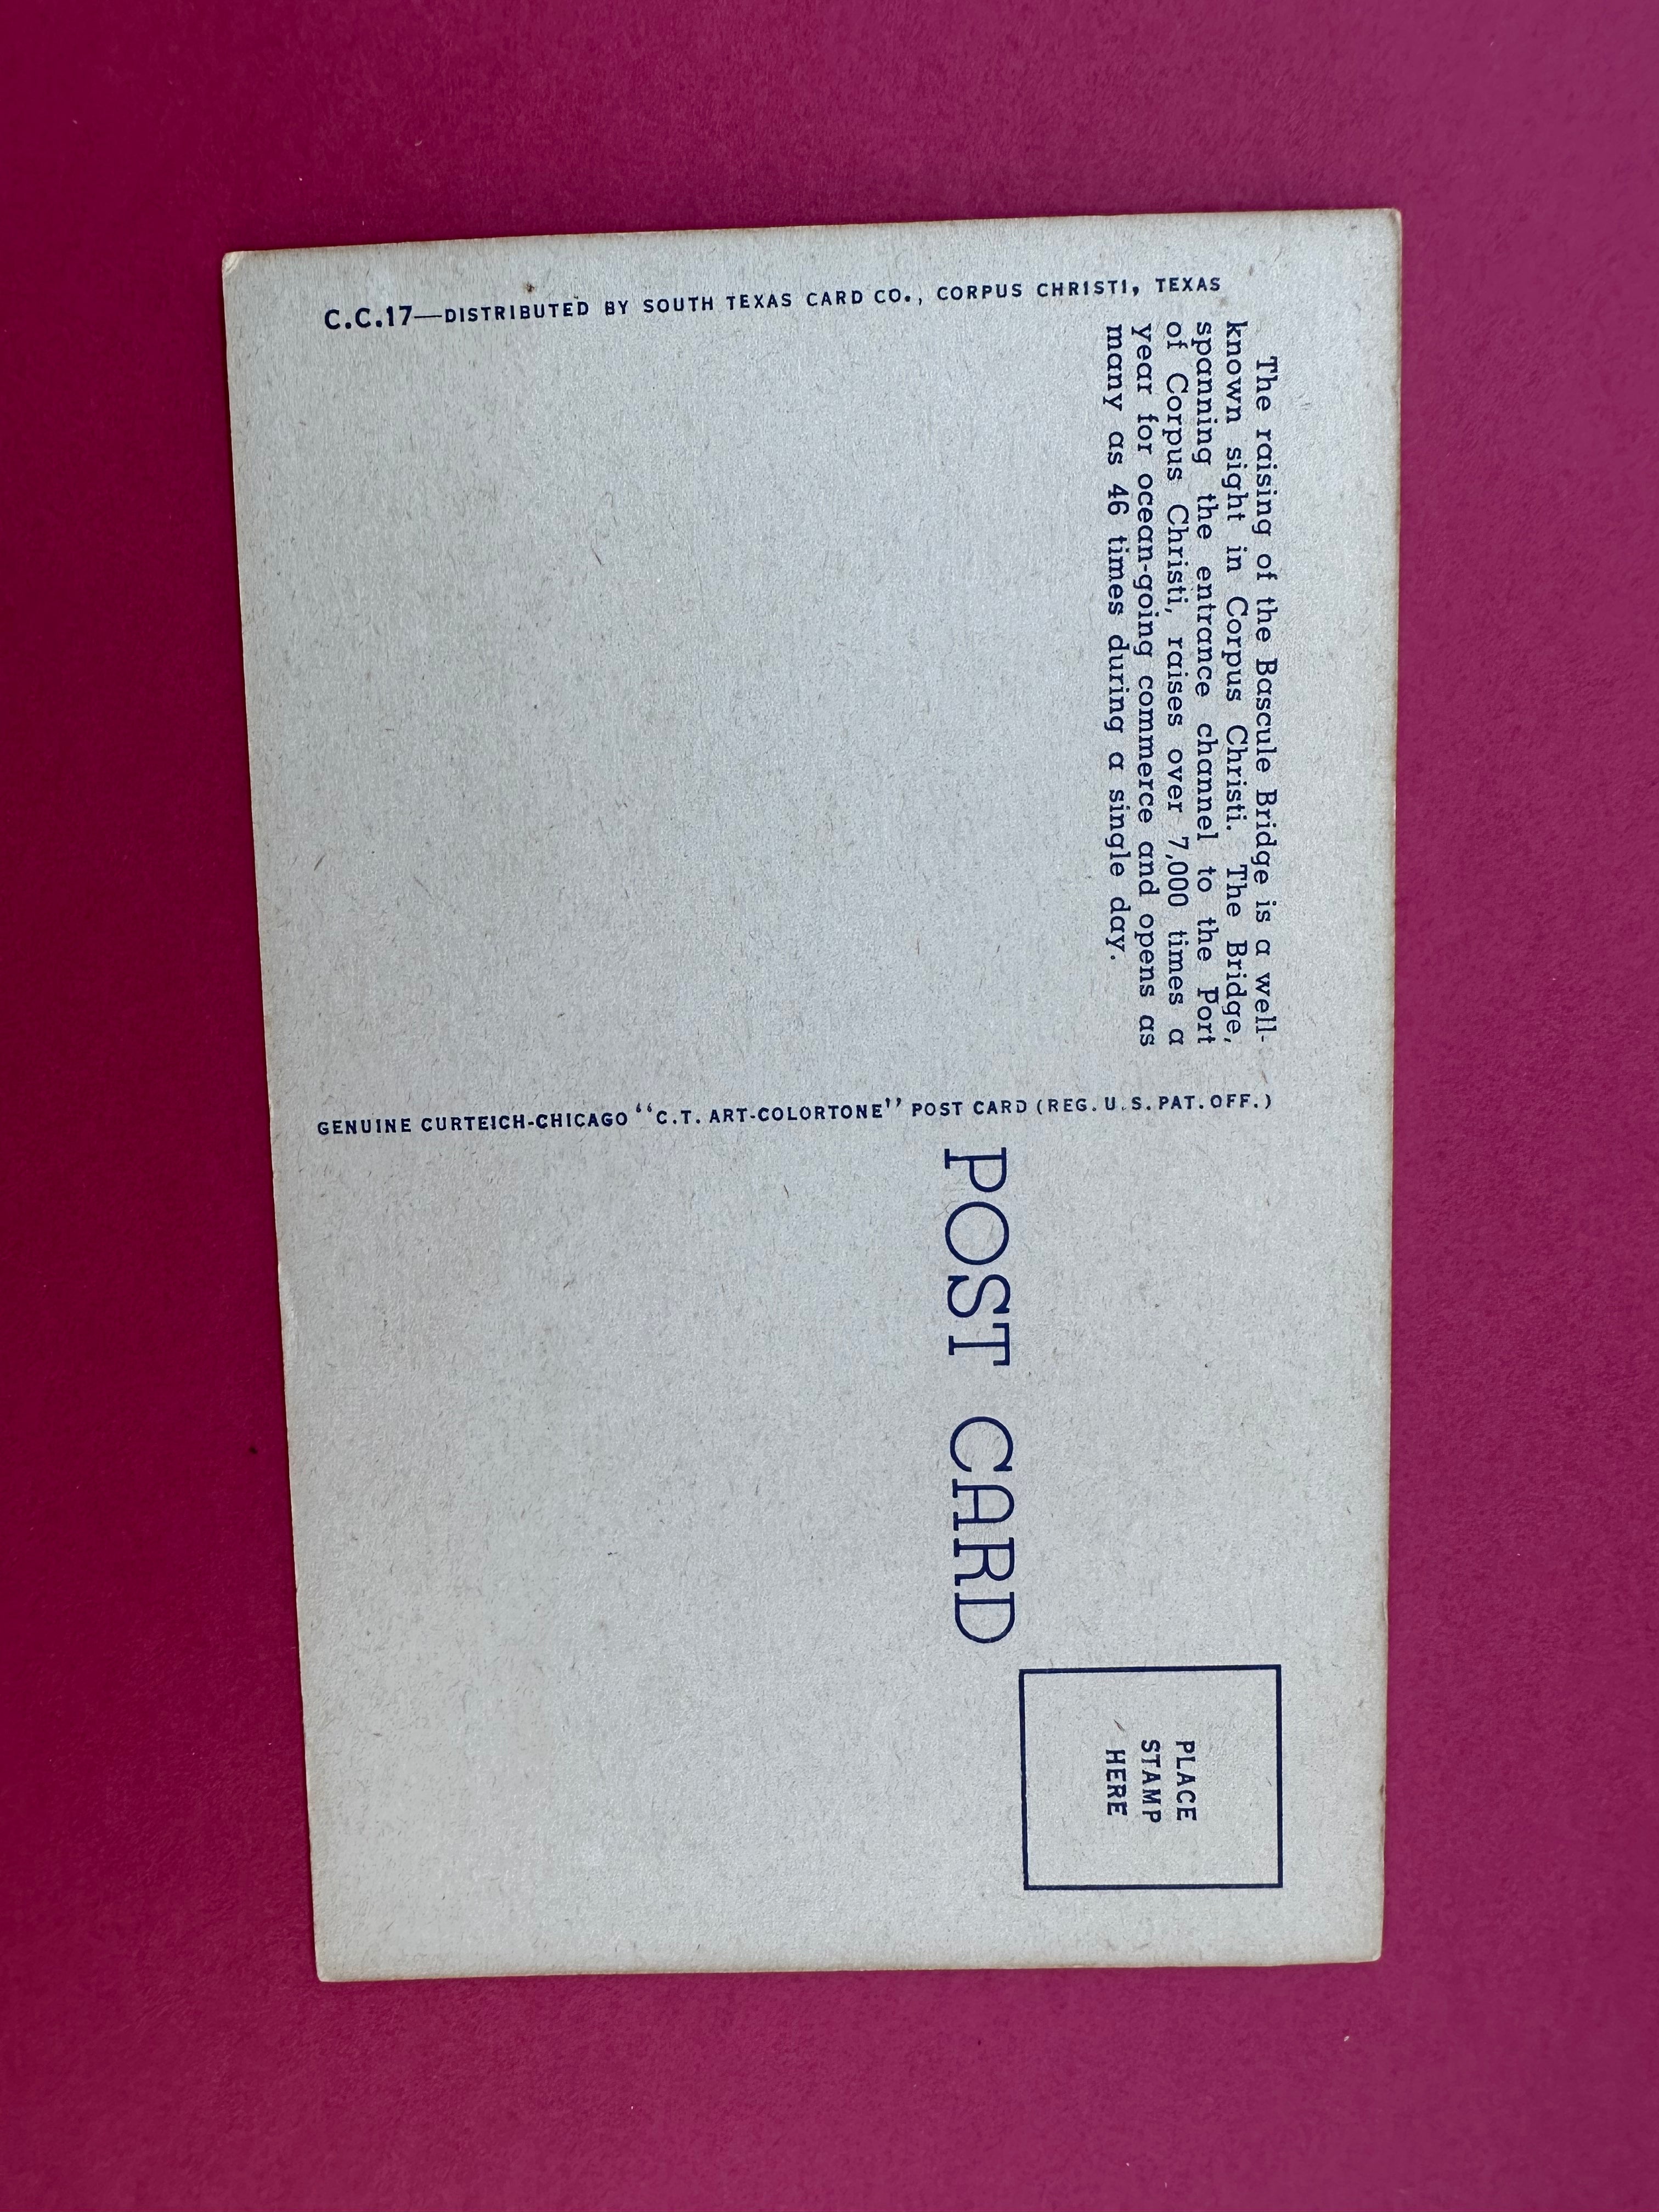 The raising of the Bascule Bridge is a well-
known sight in Corpus Christi. The Bridge,
spanning the entrance channel to the Port
of Corpus Christi, raises over 7,000 times a
year for ocean-going commerce and opens as
many as 46 times during a single day.
C.C.17—DISTRIBUTED BY SOUTH TEXAS CARD CO., CORPUS CHRISTI, TEXAS
GENUINE CURTEICH-CHICAGO "C.T. ART-COLORTONE" POST CARD (REG. U.S. PAT. OFF.)
POST CARD
PLACE
STAMP
HERE